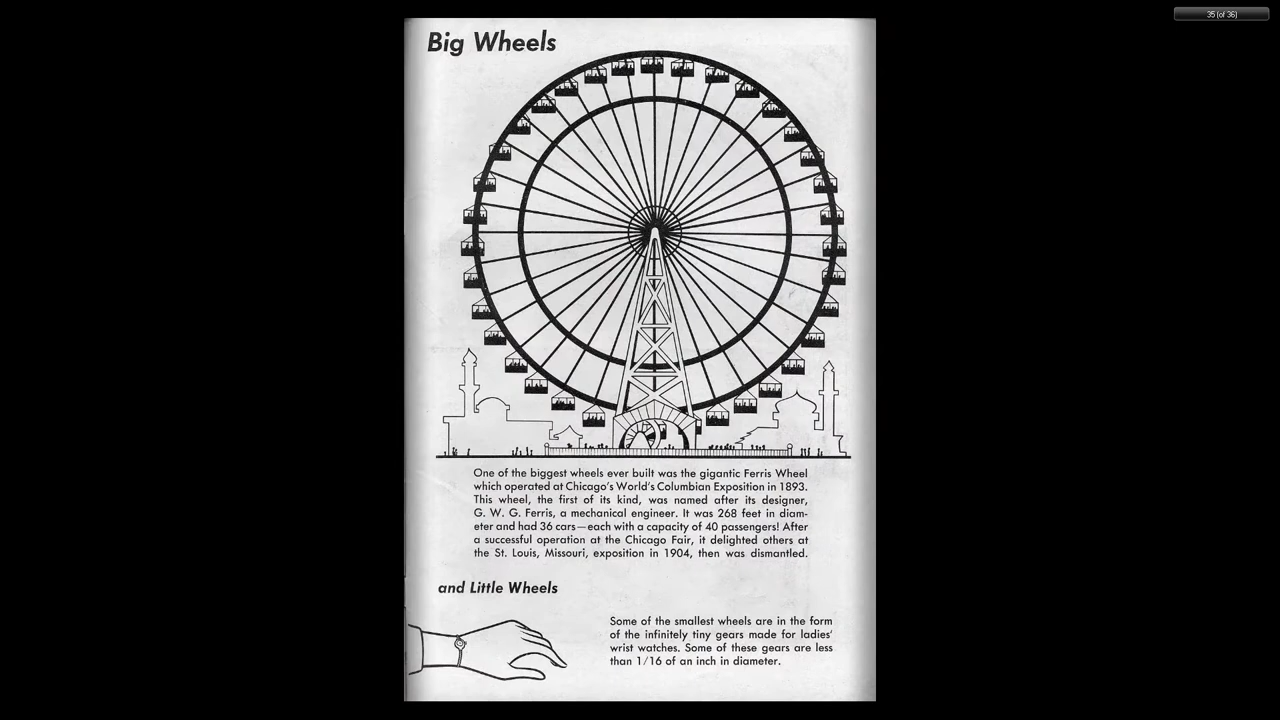 35 (of 36)
Big Wheels
One of the biggest wheels ever built was the gigantic Ferris Wheel
which operated at Chicago's World's Columbian Exposition in 1893.
This wheel, the first of its kind, was named after its designer,
G. W. G. Ferris, a mechanical engineer. It was 268 feet in diam-
eter and had 36 cars—each with a capacity of 40 passengers! After
a successful operation at the Chicago Fair, it delighted others at
the St. Louis, Missouri, exposition in 1904, then was dismantled.
and Little Wheels
Some of the smallest wheels are in the form
of the infinitely tiny gears made for ladies'
wrist watches. Some of these gears are less
than 1/16 of an inch in diameter.